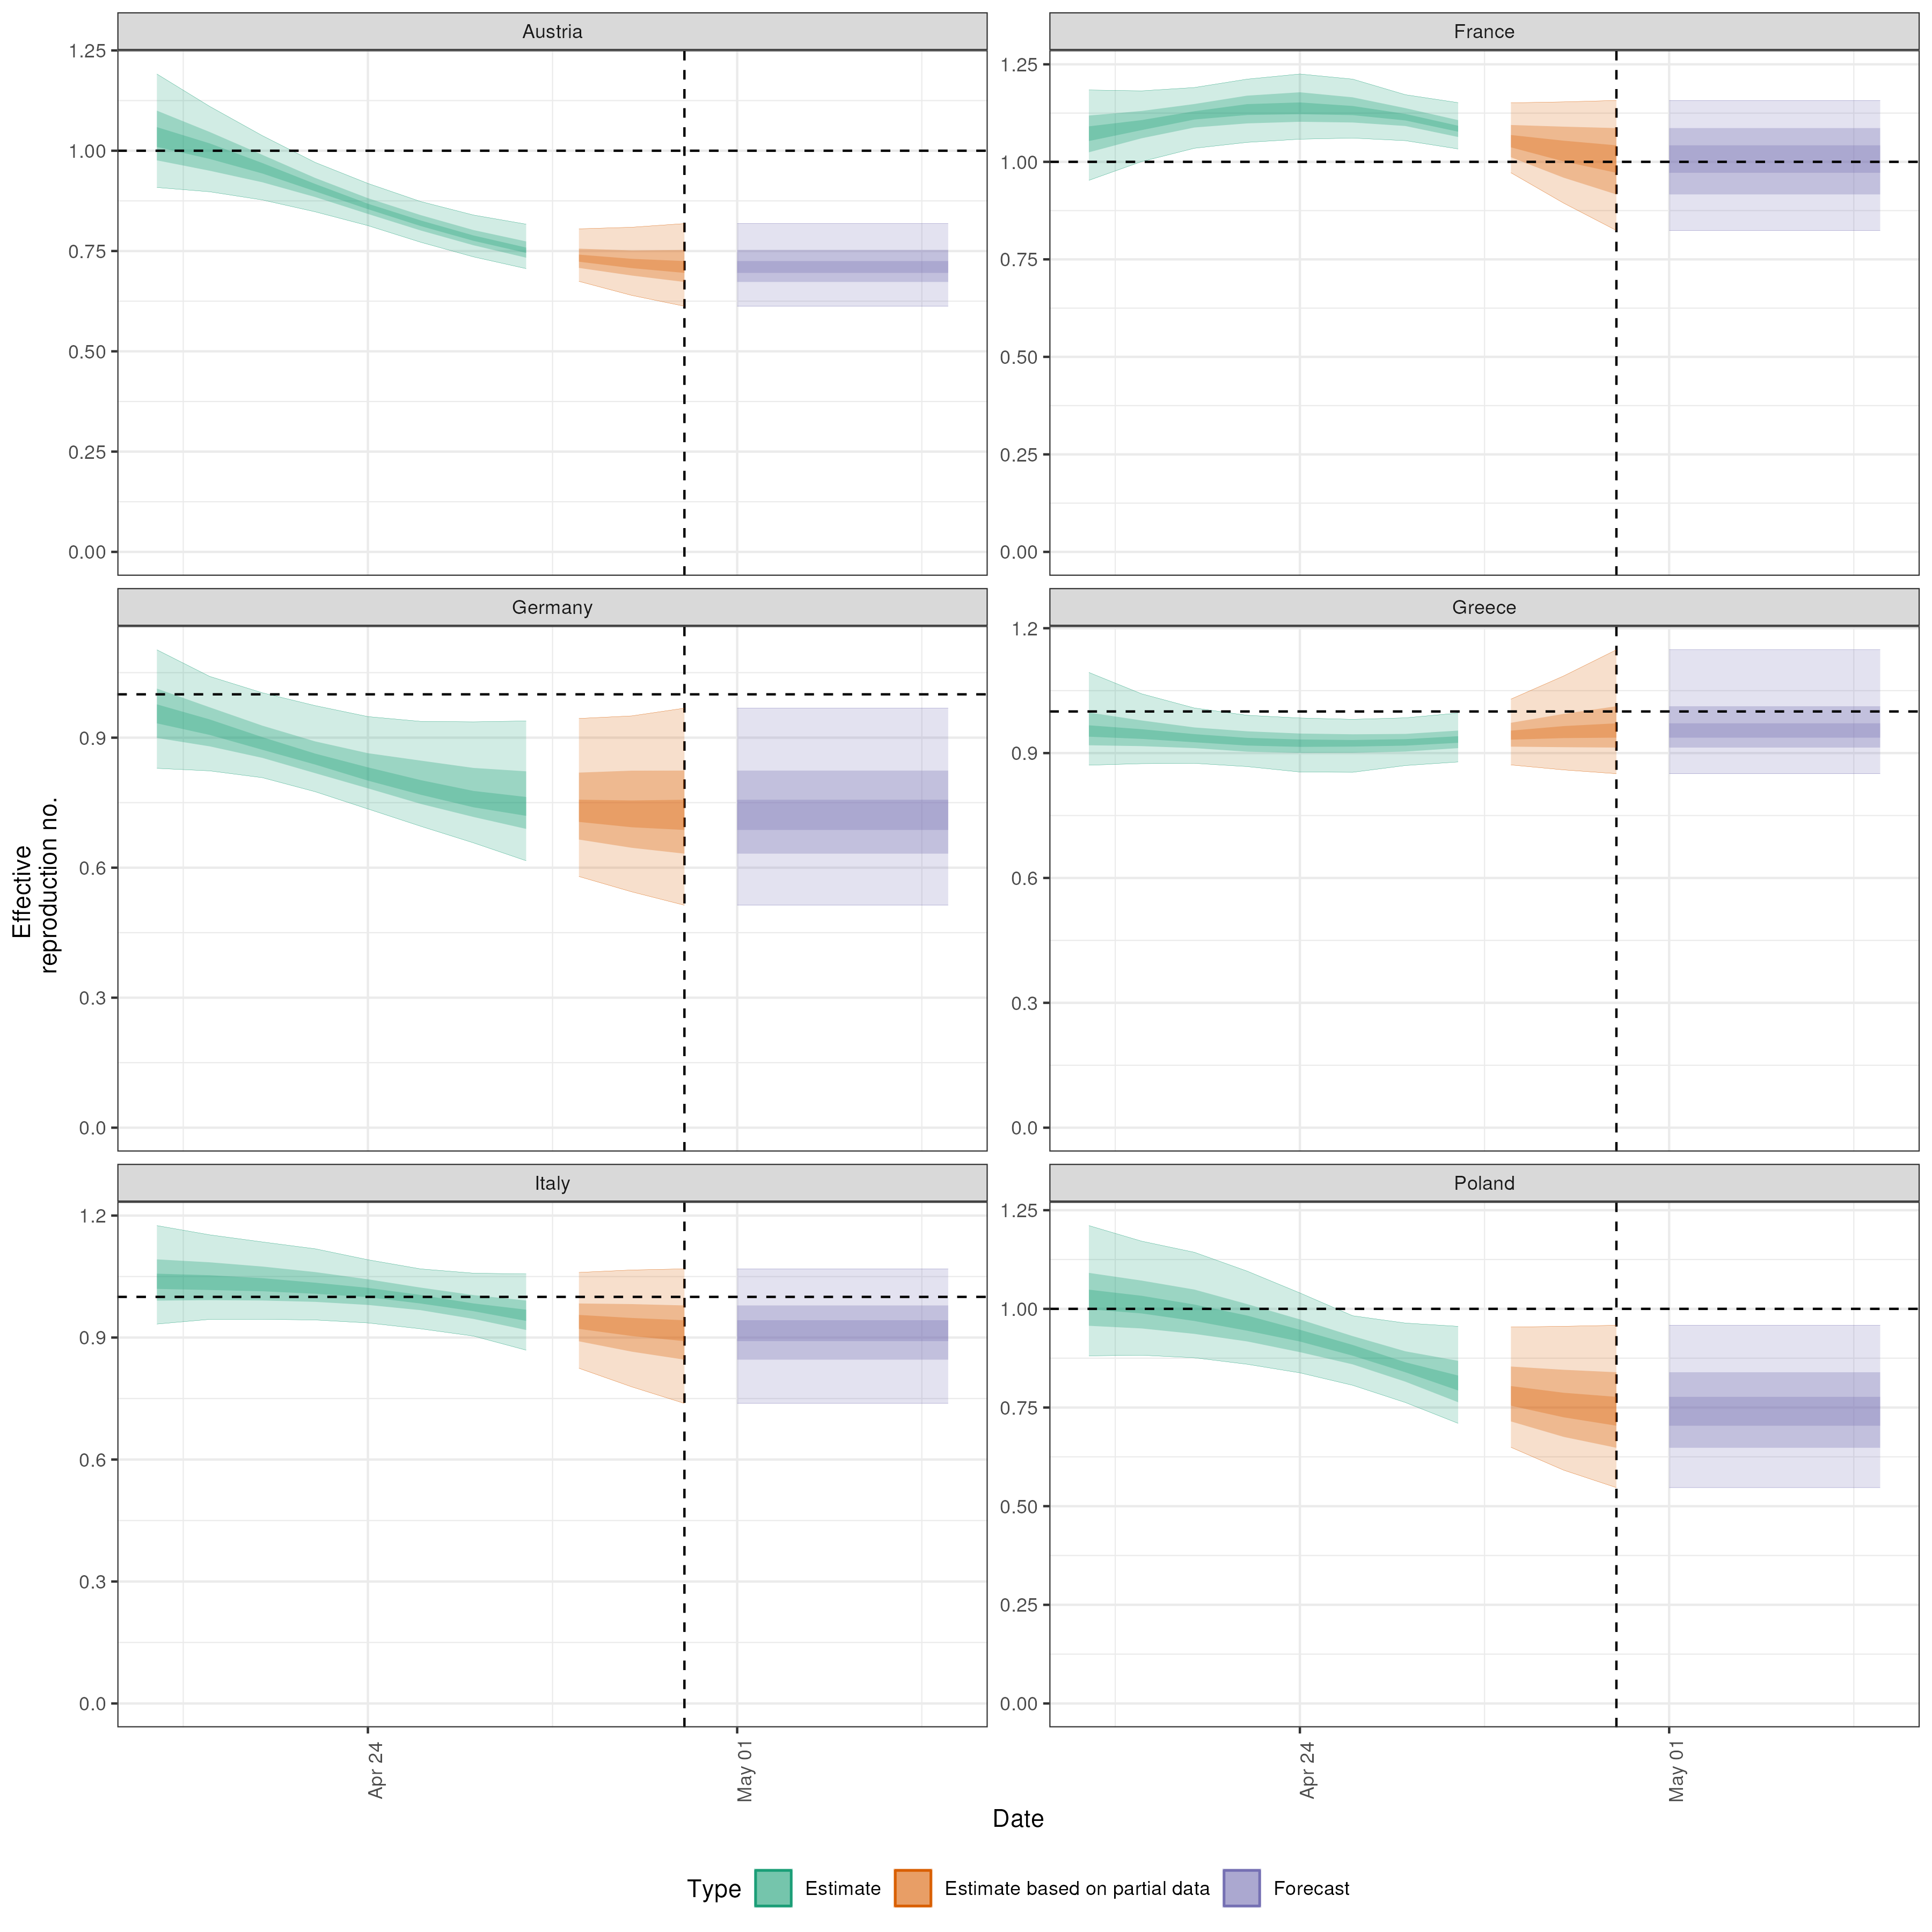 Austria
France
1.25
1.00
0.75
0.50
0.25
0.00
1.25
1.00
0.75
0.50
0.25
0.00
Germany
Greece
0.9
0.6
0.3
0.0
1.2
0.9
0.6
0.3
0.0
Italy
Poland
1.2
0.9
0.6
0.3
0.0
1.25
1.00
0.75
0.50
0.25
0.00
Effective
reproduction no.
Apr 24
May 01
Apr 24
May 01
Date
Type
Estimate
Estimate based on partial data
Forecast